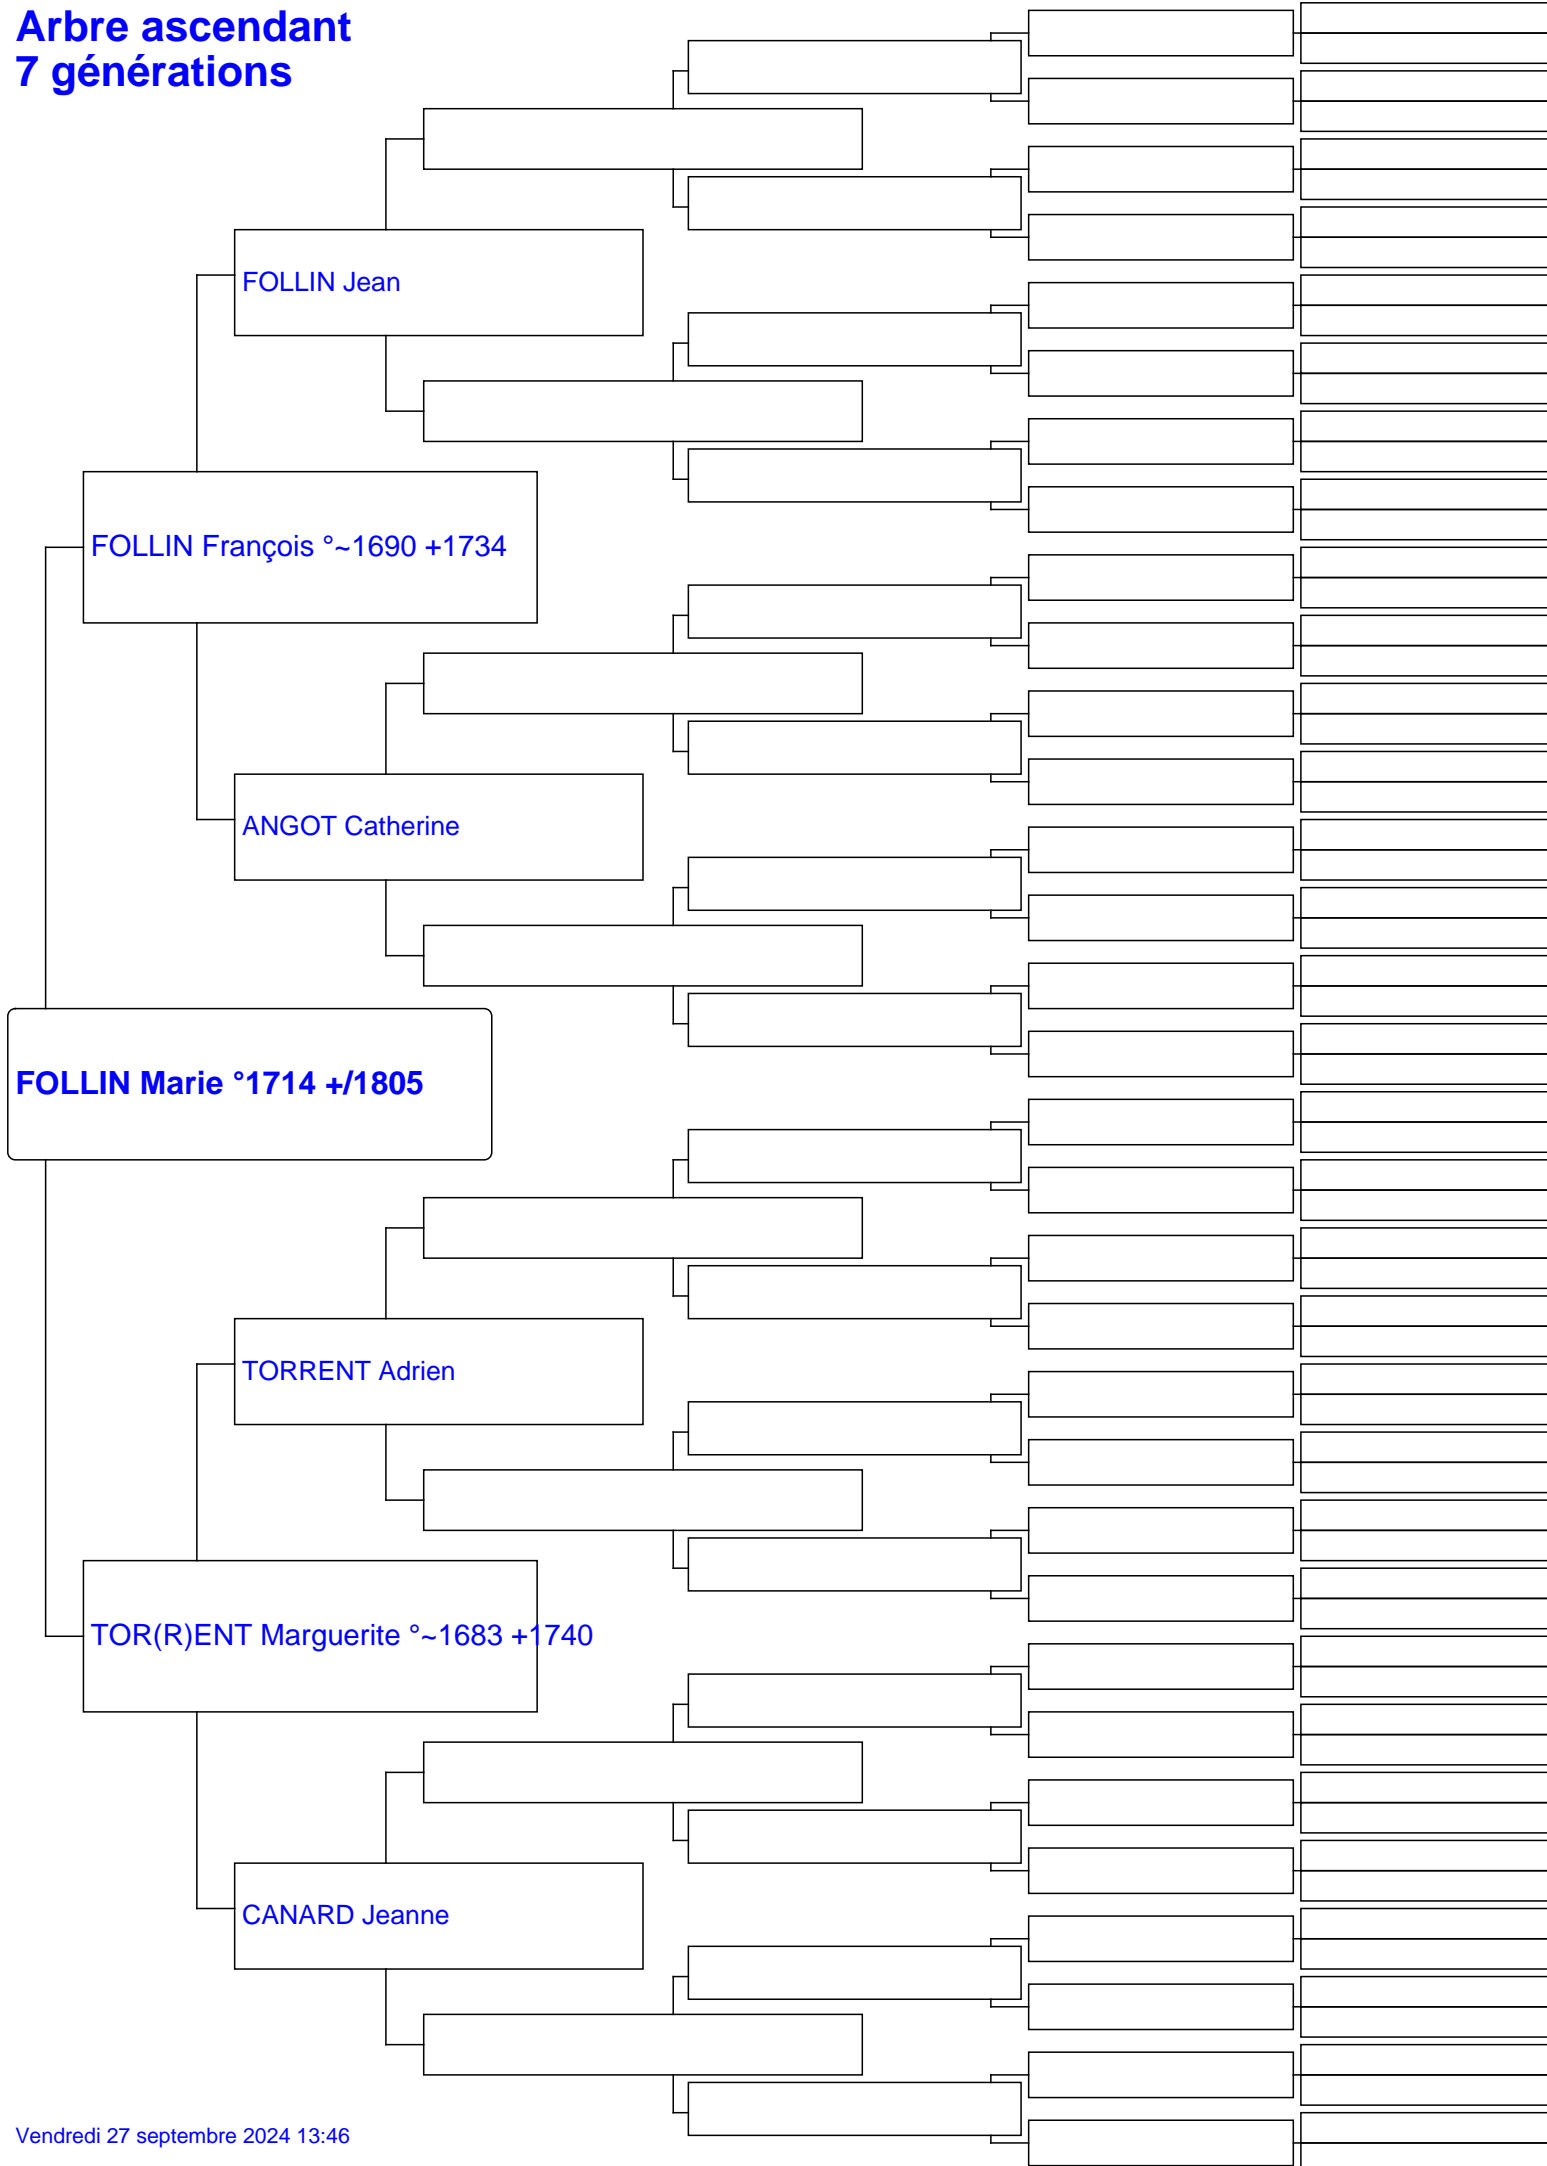 Arbre ascendant
7 générations
FOLLIN Jean
FOLLIN François °~1690 +1734
ANGOT Catherine
FOLLIN Marie °1714 +/1805
TORRENT Adrien
TOR(R)ENT Marguerite °~1683 +1740
CANARD Jeanne
Vendredi 27 septembre 2024 13:46